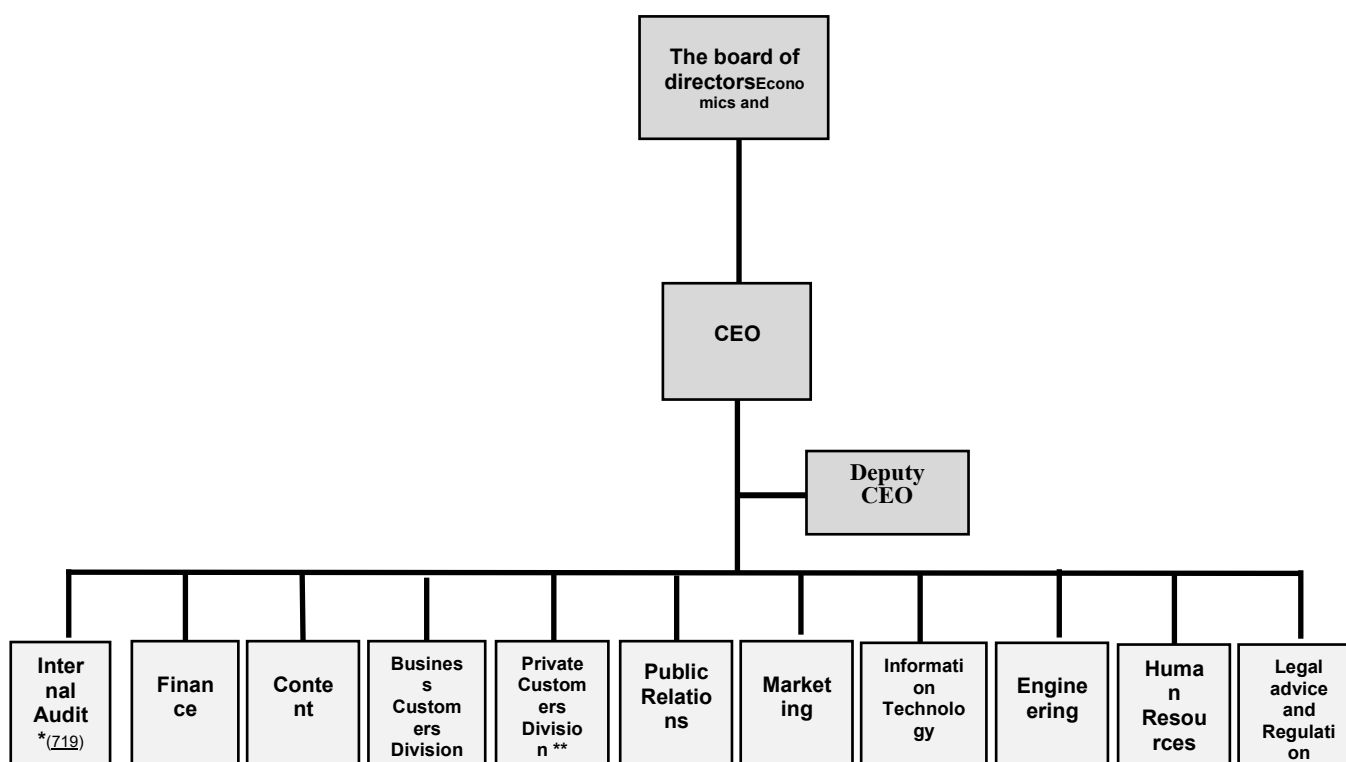 The board of
directorsEcono
mics and
CEO
Deputy
CEO
Inter
nal
Audit
*(719)
Finan
ce
Conte
nt
Busines
s
Custom
ers
Division
Private
Custom
ers
Divisio
n **
Public
Relatio
ns
Market
ing
Informati
on
Technolo
gy
Engine
ering
Huma
n
Resou
rces
Legal
advice
and
Regulati
on